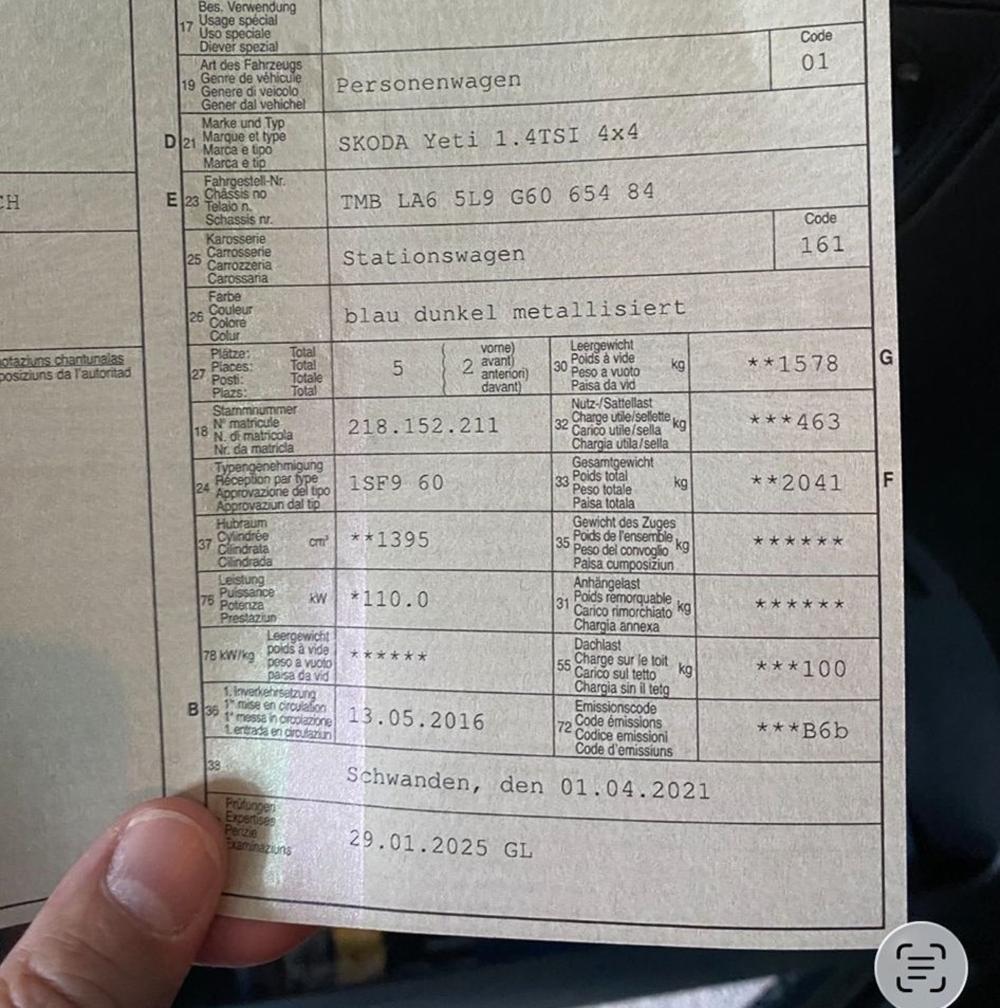 CH
notaziuns chantunalas
posiziuns da l'autoritad
17 Bes. Verwendung
Usage spécial
Uso speciale
Diever spezial
19 Art des Fahrzeugs
Genre de véhicule
Genere di veicolo
Gener dal vehichel
Personenwagen
Code
01
D 21 Marke und Typ
Marque et type
Marca e tipo
Marca e tip
SKODA Yeti 1.4TSI 4x4
E 23 Fahrgestell-Nr.
Châssis no
Telaio n.
Schassis nr.
TMB LA6 5L9 G60 654 84
25 Karosserie
Carrosserie
Carrozzeria
Carossaria
Stationswagen
Code
161
26 Farbe
Couleur
Colore
Colur
blau dunkel metallisiert
27 Plätze: Total
Places: Total
Posti: Totale
Plazs: Total
5
2 vorne)
avant)
anteriori)
davant)
30 Leergewicht
Poids à vide kg
Peso a vuoto
Paisa da vid
**1578
G
18 Stammnummer
N° matricule
N. di matricola
Nr. da matricla
218.152.211
32 Nutz-/Sattellast
Charge utile/sellette kg
Carico utile/sella
Chargia utila/sella
***463
24 Typengenehmigung
Réception par type
Approvazione del tipo
Approvaziun dal tip
1SF9 60
33 Gesamtgewicht
Poids total kg
Peso totale
Paisa totala
**2041
F
37 Hubraum
Cylindrée cm³
Cilindrata
Cilindrada
**1395
35 Gewicht des Zuges
Poids de l'ensemble kg
Peso del convoglio
Paisa cumposiziun
******
76 Leistung
Puissance kW
Potenza
Prestaziun
*110.0
31 Anhängelast
Poids remorquable kg
Carico rimorchiato
Chargia annexa
******
78 kW/kg Leergewicht
poids à vide
peso a vuoto
paisa da vid
******
55 Dachlast
Charge sur le toit kg
Carico sul tetto
Chargia sin il tetg
***100
B 36 1. Inverkehrsetzung
1re mise en circulation
1a messa in circolazione
1. entrada en circulaziun
13.05.2016
72 Emissionscode
Code émissions
Codice emissioni
Code d'emissiuns
***B6b
38
Schwanden, den 01.04.2021
Prüfungen
Expertises
Perizie
Examinaziuns
29.01.2025 GL